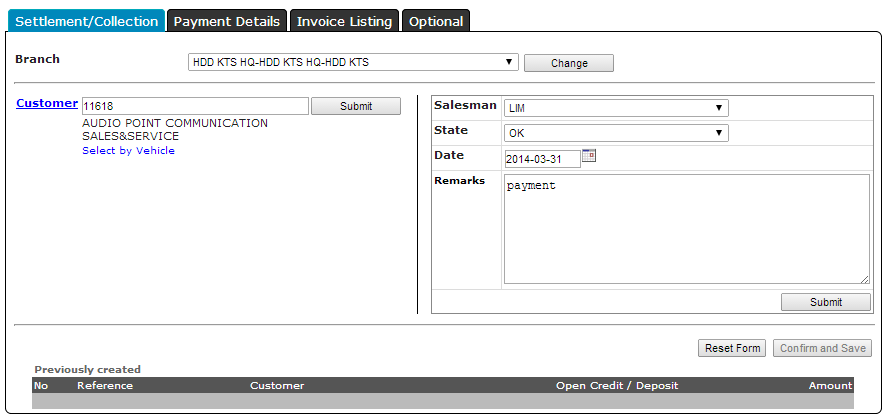 Settlement/Collection Payment Details Invoice Listing Optional
Branch HDD KTS HQ-HDD KTS HQ-HDD KTS Change
Customer 11618 Submit
AUDIO POINT COMMUNICATION
SALES&SERVICE
Select by Vehicle
Salesman LIM
State OK
Date 2014-03-31
Remarks payment
Submit
Reset Form Confirm and Save
Previously created
No Reference Customer Open Credit / Deposit Amount